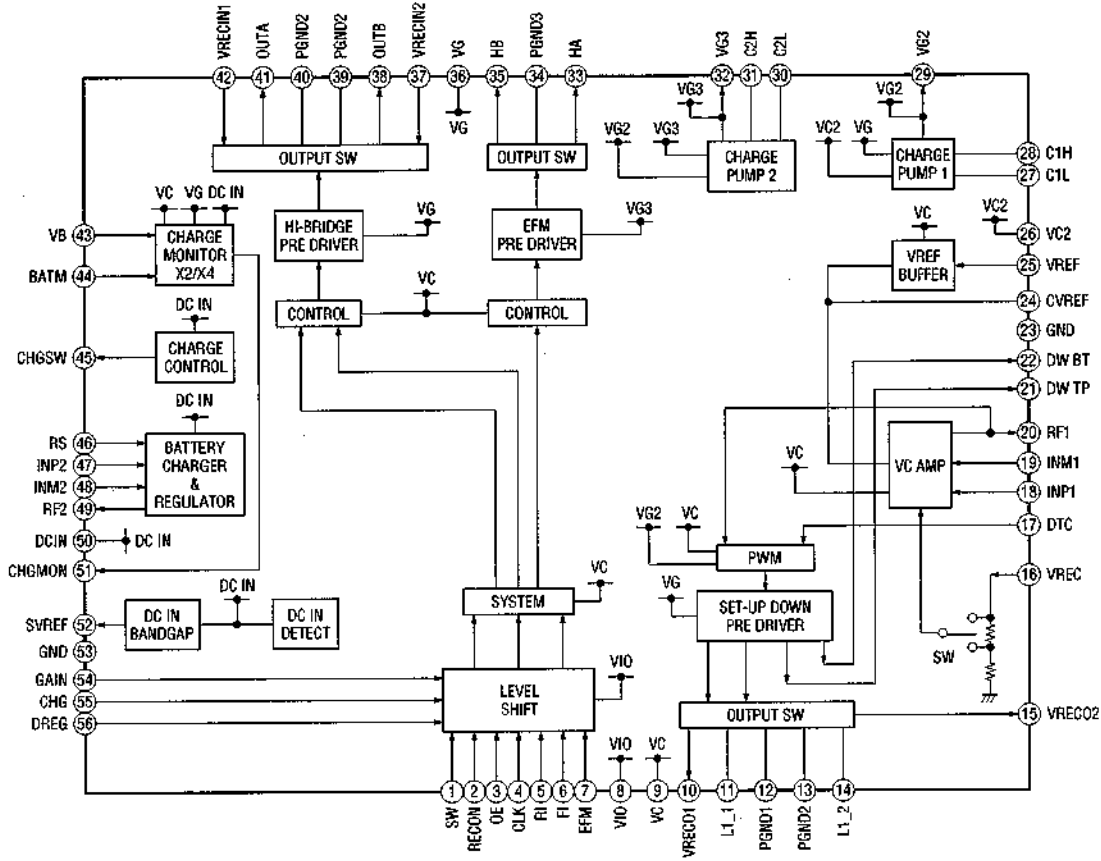 VRECIN1
OUTA
PGND2
PGND2
OUTB
VRECIN2
VG
HB
PGND3
HA
VG3
C2H
C2L
VG2
42
41
40
39
38
37
36
35
34
33
32
31
30
29
VG
VG3
VG2
VG3
VG2
VC2
VG
OUTPUT SW
OUTPUT SW
CHARGE
PUMP 2
CHARGE
PUMP 1
28 C1H
27 C1L
VC VG DC IN
VB 43
BATM 44
CHARGE
MONITOR
X2/X4
HI-BRIDGE
PRE DRIVER
VG
EFM
PRE DRIVER
VG3
VC
VC2
26 VC2
VREF
BUFFER
25 VREF
24 CVREF
23 GND
22 DW BT
21 DW TP
DC IN
CHGSW 45
CHARGE
CONTROL
CONTROL
VC
CONTROL
DC IN
RS 46
INP2 47
INM2 48
RF2 49
BATTERY
CHARGER
&
REGULATOR
VC
VC AMP
20 RF1
19 INM1
18 INP1
17 DTC
DCIN 50
DC IN
CHGMON 51
VG2
VC
PWM
16 VREC
DC IN
SVREF 52
DC IN
BANDGAP
DC IN
DETECT
SYSTEM
VC
VG
SET-UP DOWN
PRE DRIVER
SW
GND 53
GAIN 54
CHG 55
DREG 56
LEVEL
SHIFT
VIO
OUTPUT SW
15 VRECO2
VIO
VC
1
2
3
4
5
6
7
8
9
10
11
12
13
14
SW
RECON
OE
CLK
RI
FI
EFM
VIO
VC
VRECO1
L1_1
PGND1
PGND2
L1_2